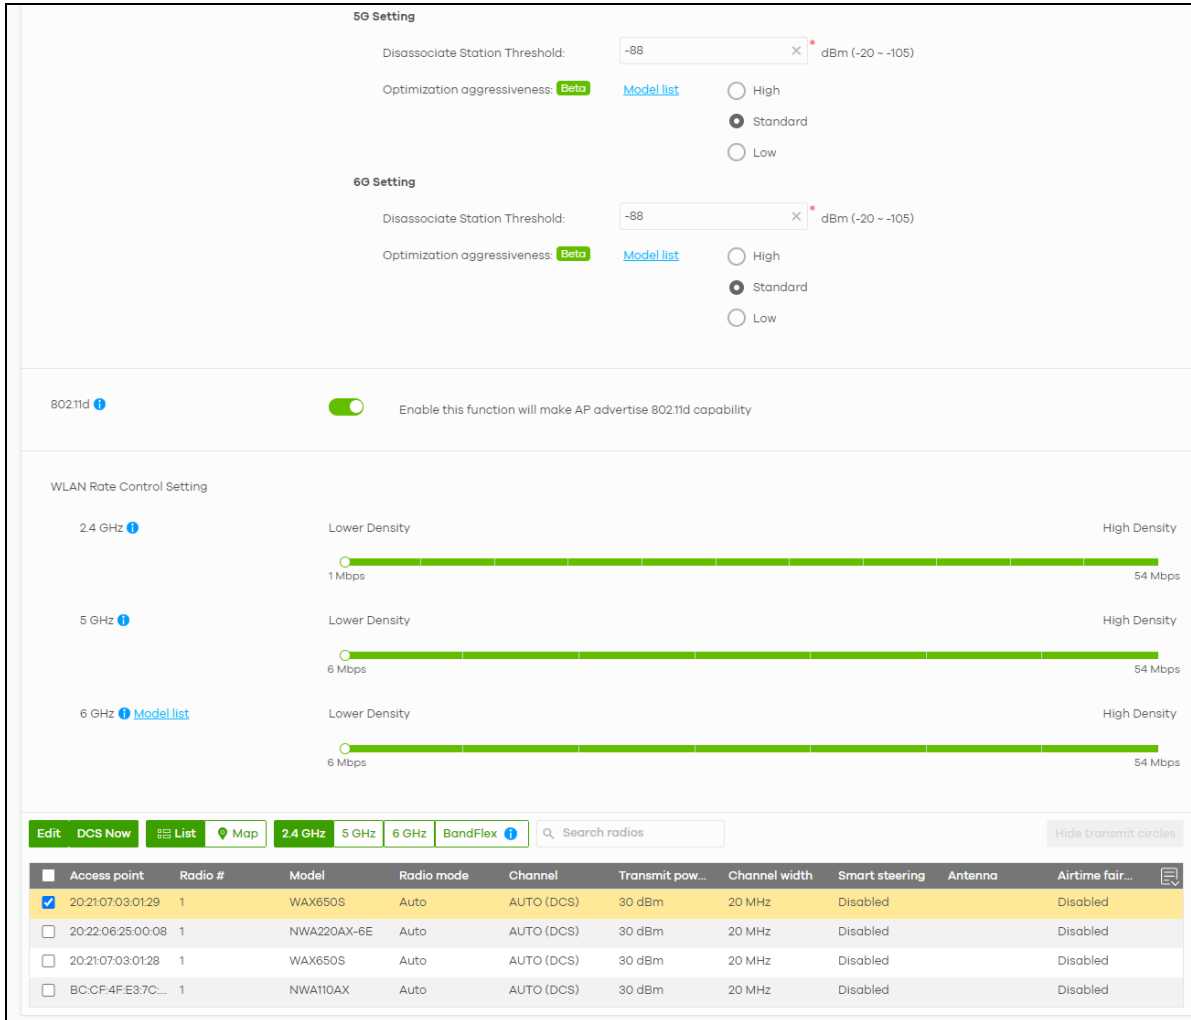 5G Setting
Disassociate Station Threshold: -88 * dBm (-20 ~ -105)
Optimization aggressiveness: Beta Model list High
Standard
Low
6G Setting
Disassociate Station Threshold: -88 * dBm (-20 ~ -105)
Optimization aggressiveness: Beta Model list High
Standard
Low
802.11d Enable this function will make AP advertise 802.11d capability
WLAN Rate Control Setting
2.4 GHz Lower Density High Density
1 Mbps 54 Mbps
5 GHz Lower Density High Density
6 Mbps 54 Mbps
6 GHz Model list Lower Density High Density
6 Mbps 54 Mbps
Edit DCS Now List Map 2.4 GHz 5 GHz 6 GHz BandFlex Search radios Hide transmit circles
Access point Radio # Model Radio mode Channel Transmit pow... Channel width Smart steering Antenna Airtime fair...
20:21:07:03:01:29 1 WAX650S Auto AUTO (DCS) 30 dBm 20 MHz Disabled Disabled
20:22:06:25:00:08 1 NWA220AX-6E Auto AUTO (DCS) 30 dBm 20 MHz Disabled Disabled
20:21:07:03:01:28 1 WAX650S Auto AUTO (DCS) 30 dBm 20 MHz Disabled Disabled
BC:CF:4F:E3:7C:... 1 NWA110AX Auto AUTO (DCS) 30 dBm 20 MHz Disabled Disabled